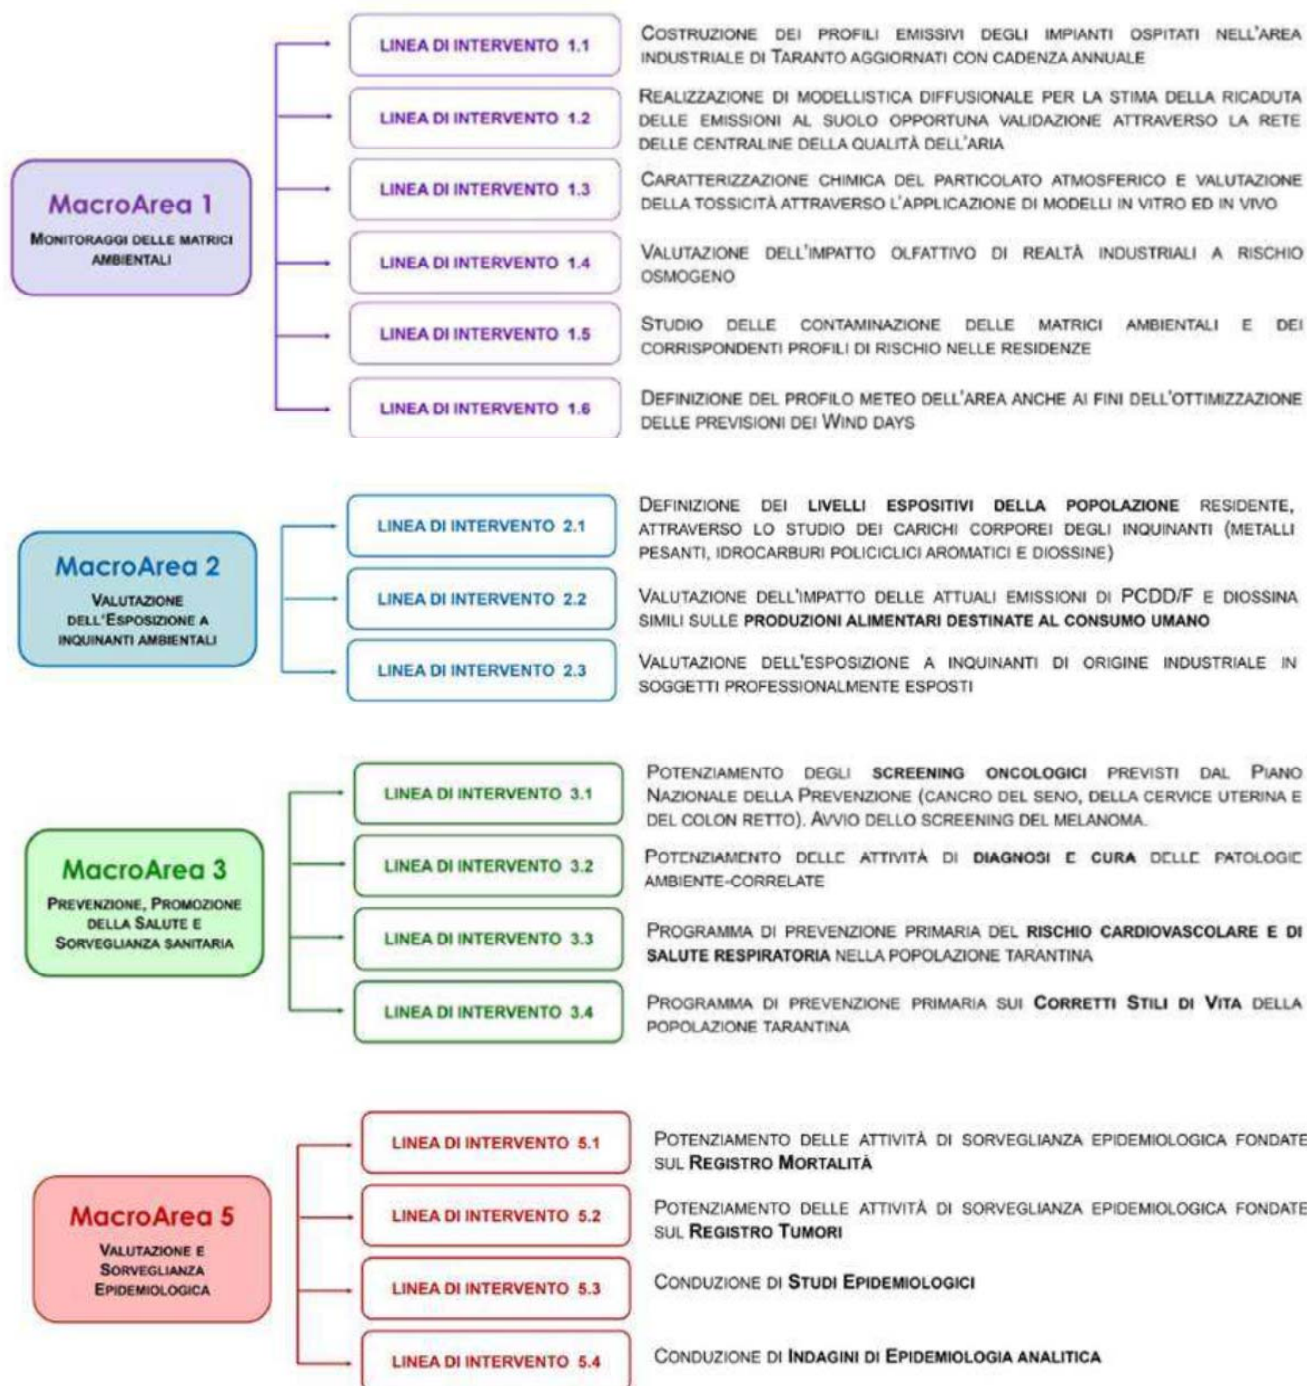 MacroArea 1
MONITORAGGI DELLE MATRICI
AMBIENTALI
LINEA DI INTERVENTO 1.1
COSTRUZIONE DEI PROFILI EMISSIVI DEGLI IMPIANTI OSPITATI NELL'AREA
INDUSTRIALE DI TARANTO AGGIORNATI CON CADENZA ANNUALE
LINEA DI INTERVENTO 1.2
REALIZZAZIONE DI MODELLISTICA DIFFUSIONALE PER LA STIMA DELLA RICADUTA
DELLE EMISSIONI AL SUOLO OPPORTUNA VALIDAZIONE ATTRAVERSO LA RETE
DELLE CENTRALINE DELLA QUALITÀ DELL'ARIA
LINEA DI INTERVENTO 1.3
CARATTERIZZAZIONE CHIMICA DEL PARTICOLATO ATMOSFERICO E VALUTAZIONE
DELLA TOSSICITÀ ATTRAVERSO L'APPLICAZIONE DI MODELLI IN VITRO ED IN VIVO
LINEA DI INTERVENTO 1.4
VALUTAZIONE DELL'IMPATTO OLFATTIVO DI REALTÀ INDUSTRIALI A RISCHIO
OSMOGENO
LINEA DI INTERVENTO 1.5
STUDIO DELLE CONTAMINAZIONE DELLE MATRICI AMBIENTALI E DEI
CORRISPONDENTI PROFILI DI RISCHIO NELLE RESIDENZE
LINEA DI INTERVENTO 1.6
DEFINIZIONE DEL PROFILO METEO DELL'AREA ANCHE AI FINI DELL'OTTIMIZZAZIONE
DELLE PREVISIONI DEI WIND DAYS
MacroArea 2
VALUTAZIONE
DELL'ESPOSIZIONE A
INQUINANTI AMBIENTALI
LINEA DI INTERVENTO 2.1
DEFINIZIONE DEI LIVELLI ESPOSITIVI DELLA POPOLAZIONE RESIDENTE,
ATTRAVERSO LO STUDIO DEI CARICHI CORPOREI DEGLI INQUINANTI (METALLI
PESANTI, IDROCARBURI POLICICLICI AROMATICI E DIOSSINE)
LINEA DI INTERVENTO 2.2
VALUTAZIONE DELL'IMPATTO DELLE ATTUALI EMISSIONI DI PCDD/F E DIOSSINA
SIMILI SULLE PRODUZIONI ALIMENTARI DESTINATE AL CONSUMO UMANO
LINEA DI INTERVENTO 2.3
VALUTAZIONE DELL'ESPOSIZIONE A INQUINANTI DI ORIGINE INDUSTRIALE IN
SOGGETTI PROFESSIONALMENTE ESPOSTI
MacroArea 3
PREVENZIONE, PROMOZIONE
DELLA SALUTE E
SORVEGLIANZA SANITARIA
LINEA DI INTERVENTO 3.1
POTENZIAMENTO DEGLI SCREENING ONCOLOGICI PREVISTI DAL PIANO
NAZIONALE DELLA PREVENZIONE (CANCRO DEL SENO, DELLA CERVICE UTERINA E
DEL COLON RETTO). AVVIO DELLO SCREENING DEL MELANOMA.
LINEA DI INTERVENTO 3.2
POTENZIAMENTO DELLE ATTIVITÀ DI DIAGNOSI E CURA DELLE PATOLOGIE
AMBIENTE-CORRELATE
LINEA DI INTERVENTO 3.3
PROGRAMMA DI PREVENZIONE PRIMARIA DEL RISCHIO CARDIOVASCOLARE E DI
SALUTE RESPIRATORIA NELLA POPOLAZIONE TARANTINA
LINEA DI INTERVENTO 3.4
PROGRAMMA DI PREVENZIONE PRIMARIA SUI CORRETTI STILI DI VITA DELLA
POPOLAZIONE TARANTINA
MacroArea 5
VALUTAZIONE E
SORVEGLIANZA
EPIDEMIOLOGICA
LINEA DI INTERVENTO 5.1
POTENZIAMENTO DELLE ATTIVITÀ DI SORVEGLIANZA EPIDEMIOLOGICA FONDATE
SUL REGISTRO MORTALITÀ
LINEA DI INTERVENTO 5.2
POTENZIAMENTO DELLE ATTIVITÀ DI SORVEGLIANZA EPIDEMIOLOGICA FONDATE
SUL REGISTRO TUMORI
LINEA DI INTERVENTO 5.3
CONDUZIONE DI STUDI EPIDEMIOLOGICI
LINEA DI INTERVENTO 5.4
CONDUZIONE DI INDAGINI DI EPIDEMIOLOGIA ANALITICA